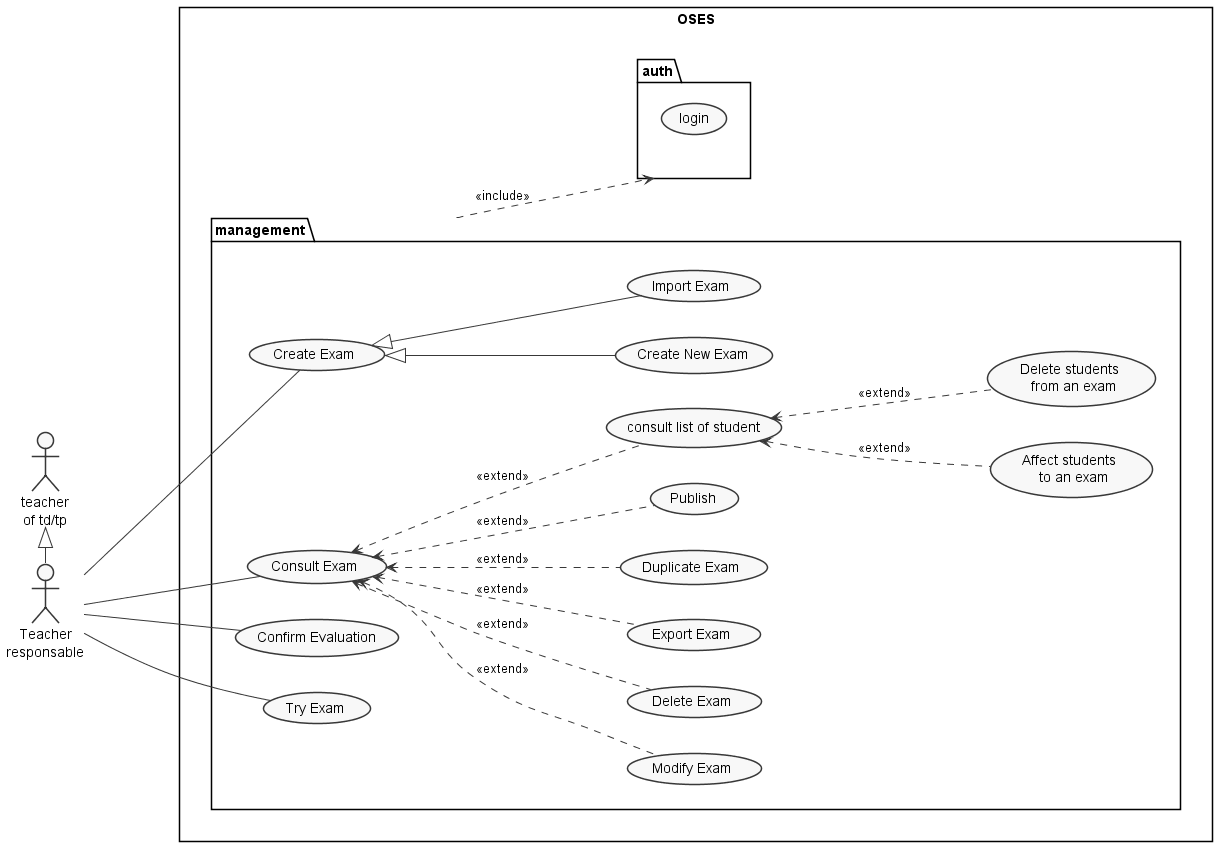 OSES
auth
login
«include»
management
Import Exam
Create Exam
Create New Exam
Delete students
from an exam
«extend»
consult list of student
«extend»
Affect students
to an exam
«extend»
Publish
«extend»
teacher
of td/tp
«extend»
Consult Exam
Duplicate Exam
«extend»
«extend»
Teacher
responsable
Confirm Evaluation
Export Exam
«extend»
Try Exam
Delete Exam
Modify Exam